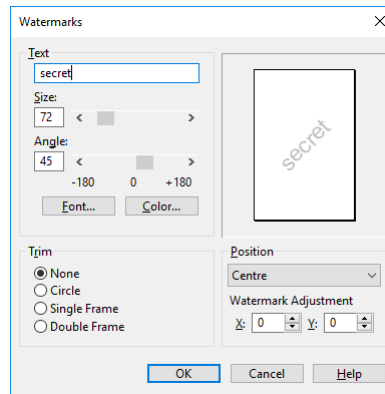 Watermarks
Text
secret
Size:
72
Angle:
45
-180 0 +180
Font... Color...
secret
Trim
None
Circle
Single Frame
Double Frame
Position
Centre
Watermark Adjustment
X: 0 Y: 0
OK Cancel Help